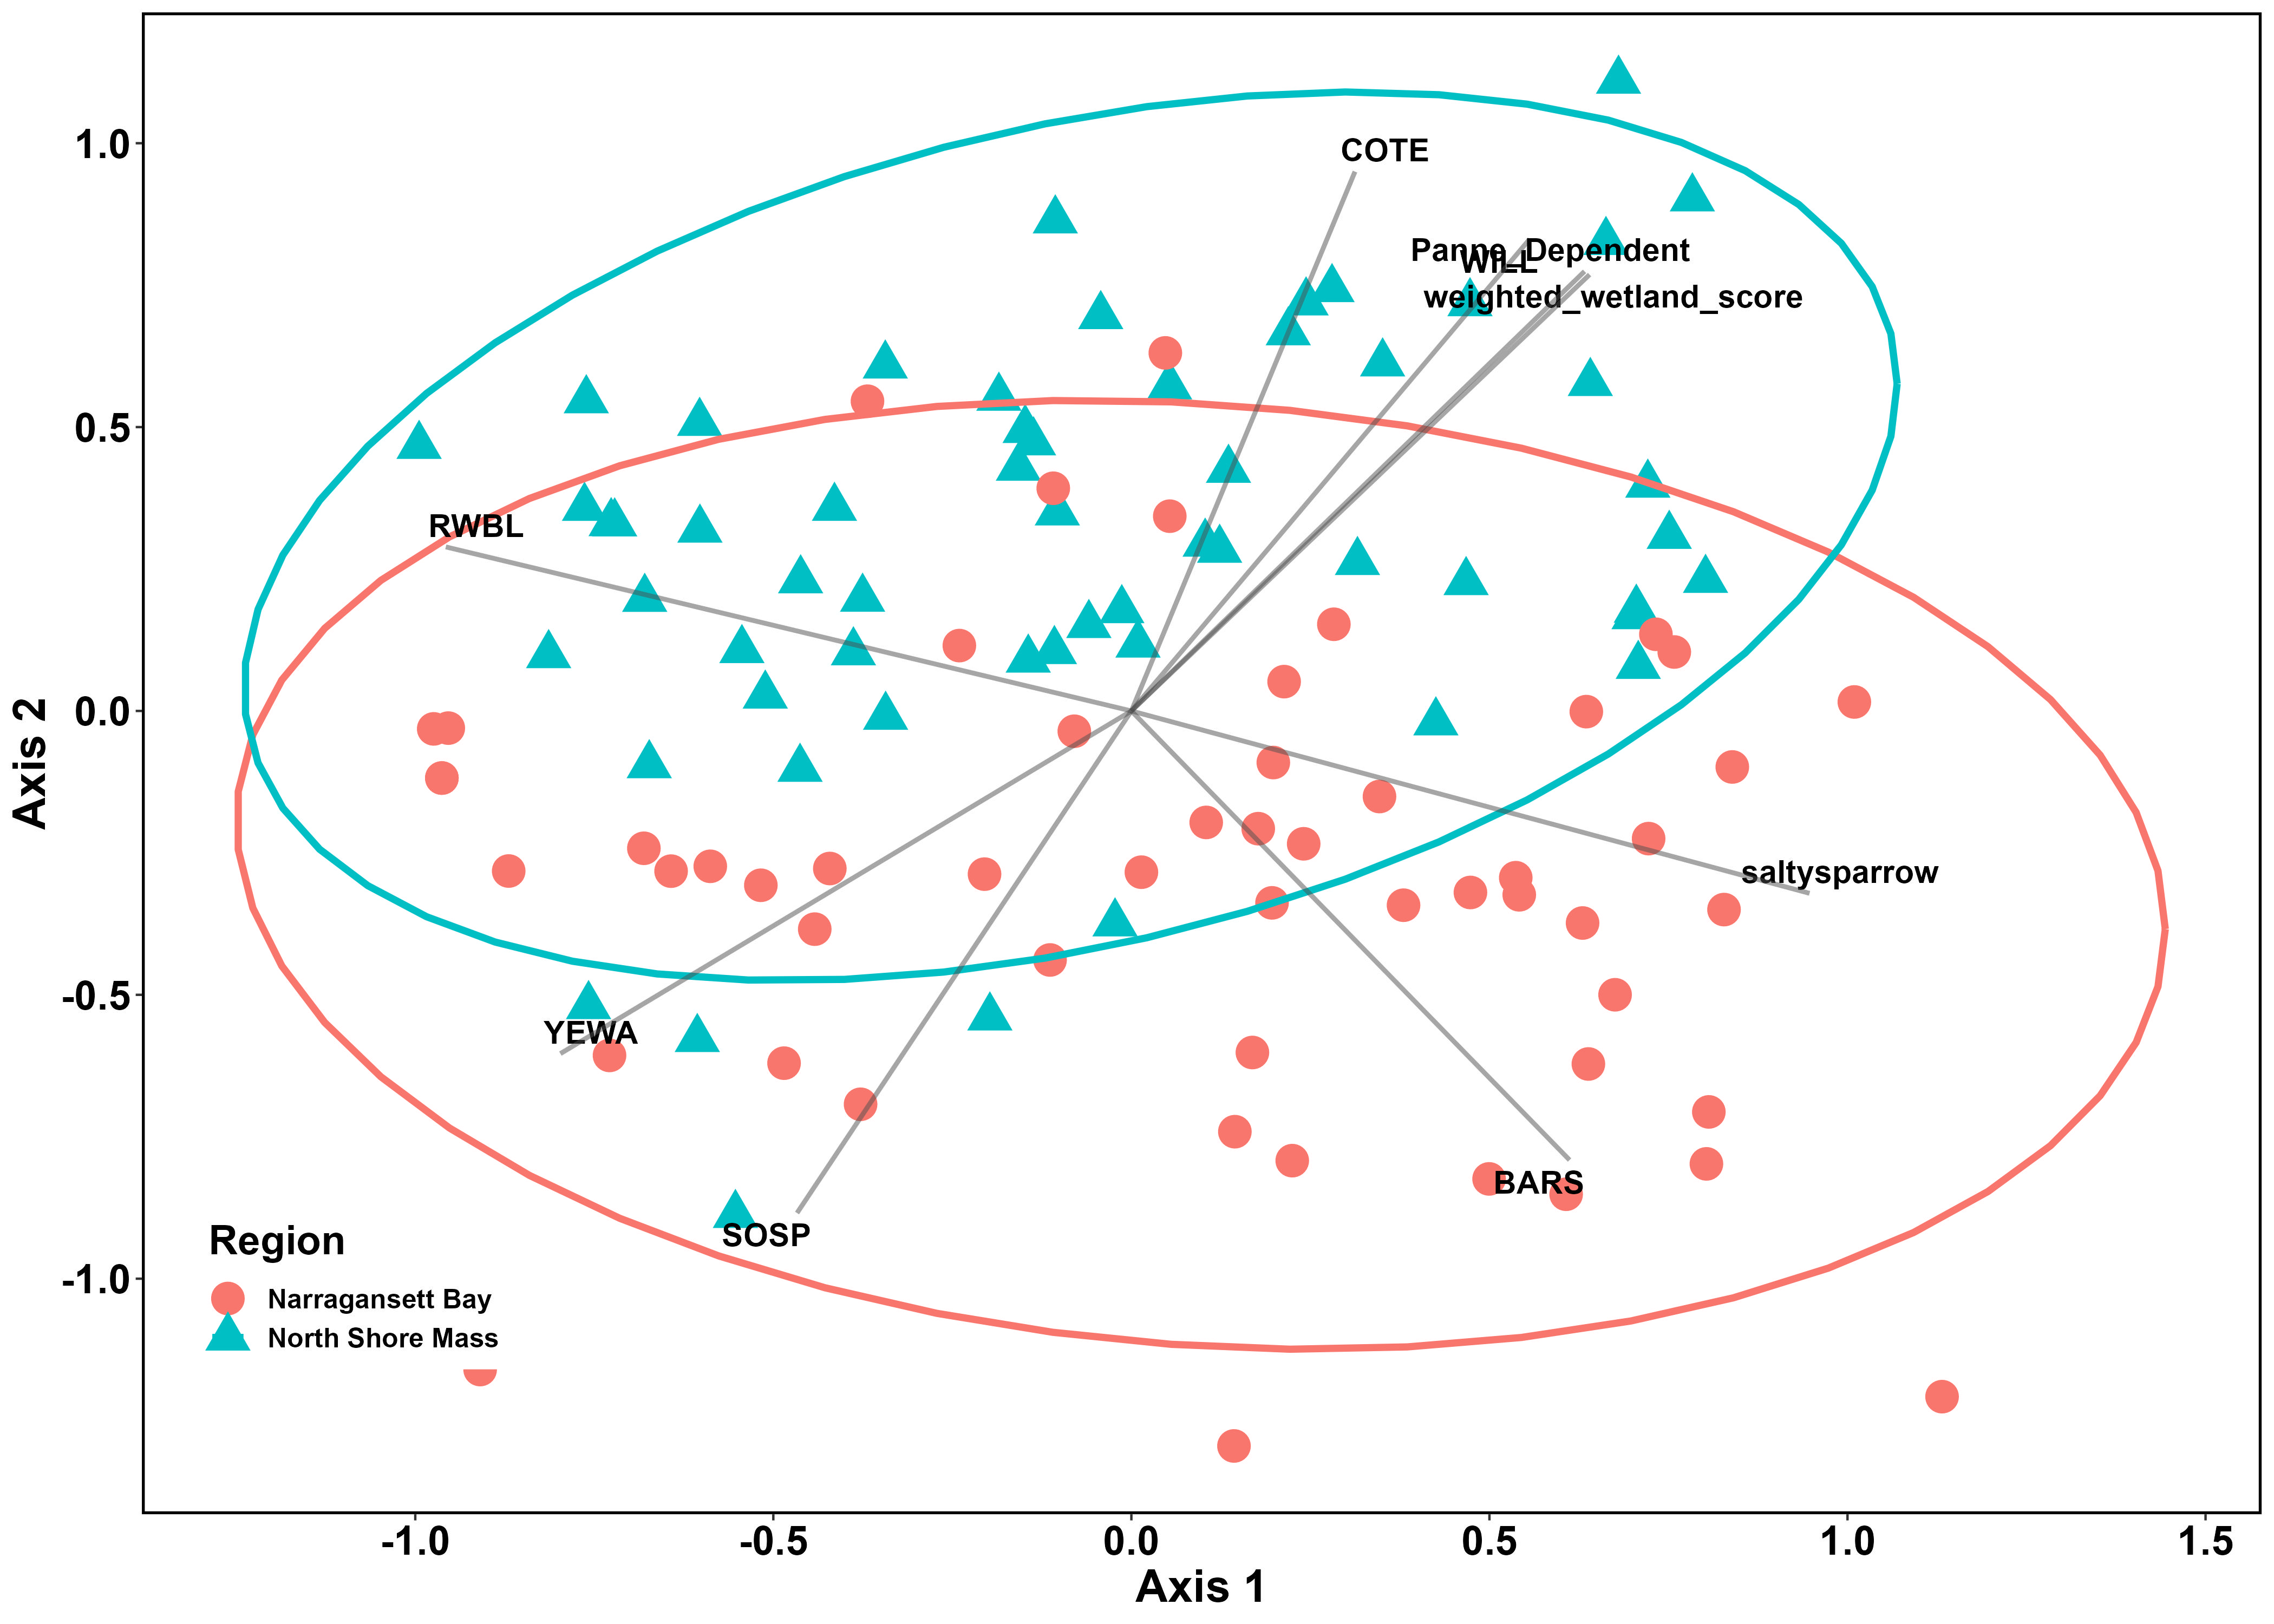 1.0
0.5
0.0
-0.5
-1.0
Axis 2
COTE
Panne_Dependent
WILL
weighted_wetland_score
RWBL
saltysparrow
YEWA
BARS
SOSP
Region
Narragansett Bay
North Shore Mass
-1.0 -0.5 0.0 0.5 1.0 1.5
Axis 1